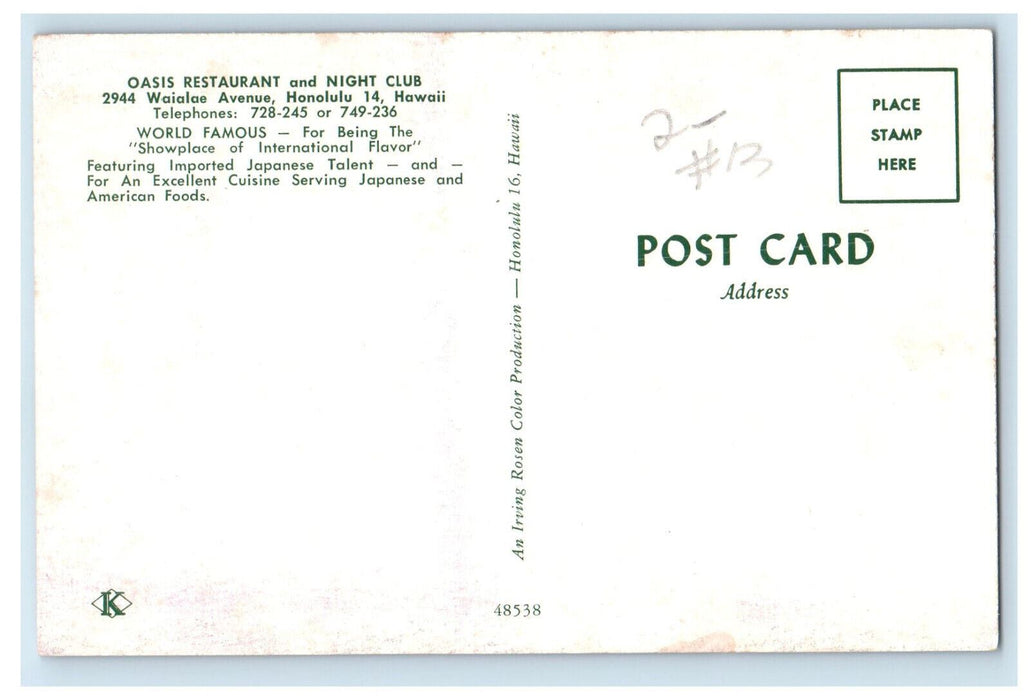 OASIS RESTAURANT and NIGHT CLUB
2944 Waialae Avenue, Honolulu 14, Hawaii
Telephones: 728-245 or 749-236
WORLD FAMOUS — For Being The
"Showplace of International Flavor"
Featuring Imported Japanese Talent — and —
For An Excellent Cuisine Serving Japanese and
American Foods.
K
An Irving Rosen Color Production — Honolulu 16, Hawaii
48538
2-
#13
PLACE
STAMP
HERE
POST CARD
Address